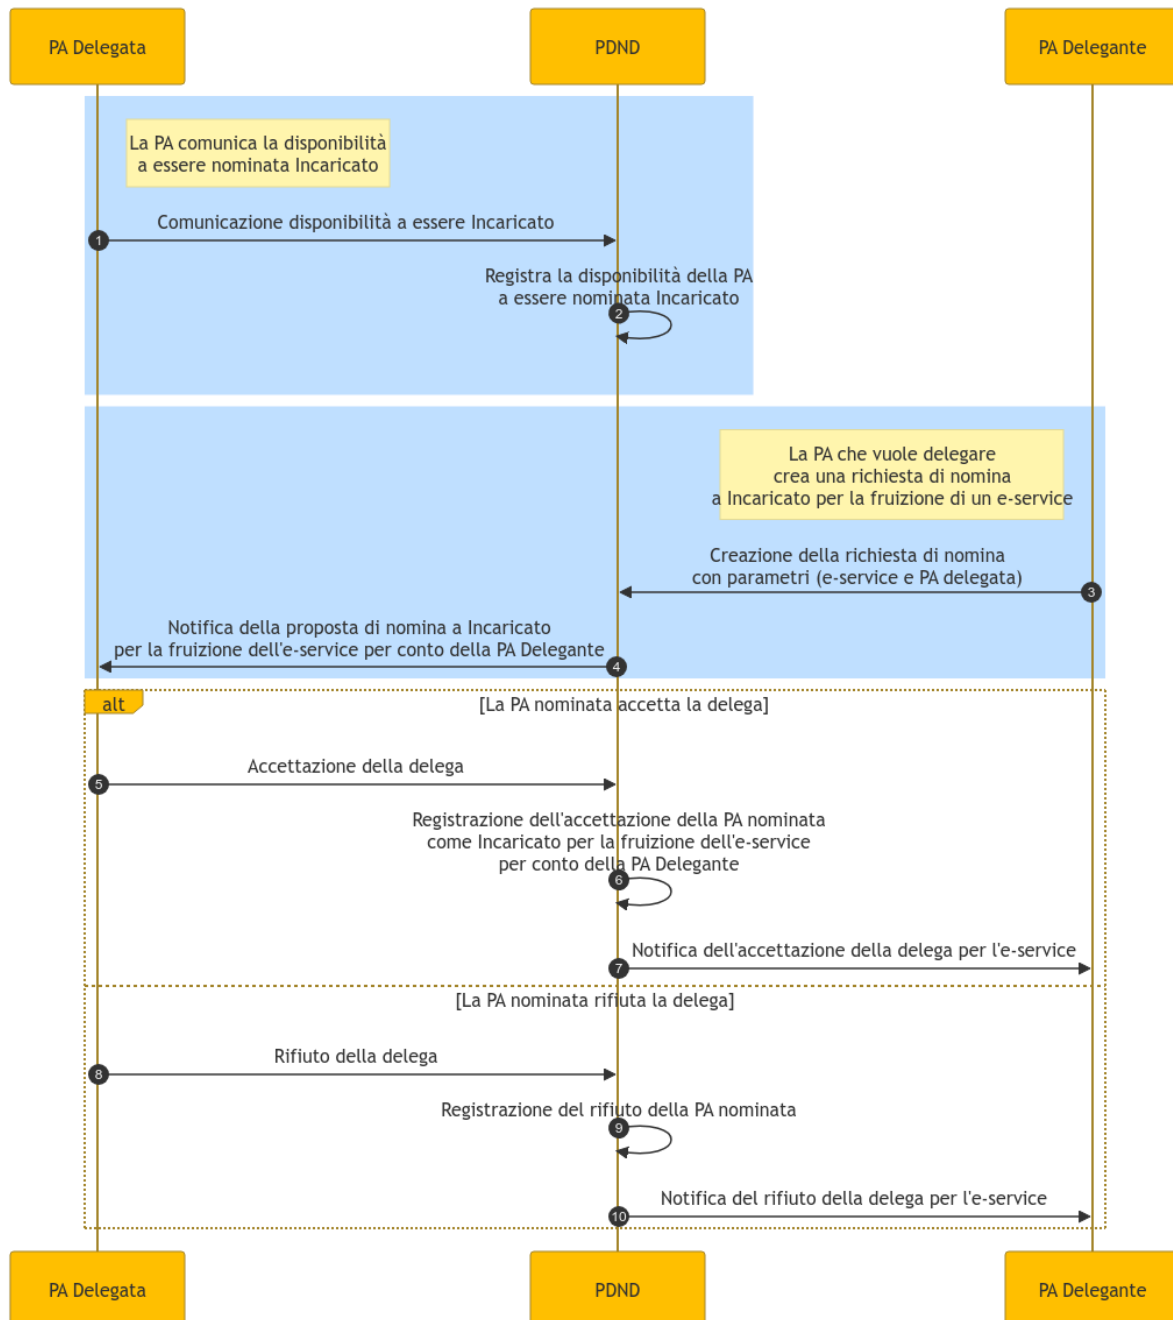 PA Delegata
PDND
PA Delegante
La PA comunica la disponibilità
a essere nominata Incaricato
Comunicazione disponibilità a essere Incaricato
1
Registra la disponibilità della PA
a essere nominata Incaricato
2
La PA che vuole delegare
crea una richiesta di nomina
a Incaricato per la fruizione di un e-service
Creazione della richiesta di nomina
con parametri (e-service e PA delegata)
3
Notifica della proposta di nomina a Incaricato
per la fruizione dell'e-service per conto della PA Delegante
4
alt
[La PA nominata accetta la delega]
Accettazione della delega
5
Registrazione dell'accettazione della PA nominata
come Incaricato per la fruizione dell'e-service
per conto della PA Delegante
6
Notifica dell'accettazione della delega per l'e-service
7
[La PA nominata rifiuta la delega]
Rifiuto della delega
8
Registrazione del rifiuto della PA nominata
9
Notifica del rifiuto della delega per l'e-service
10
PA Delegata
PDND
PA Delegante